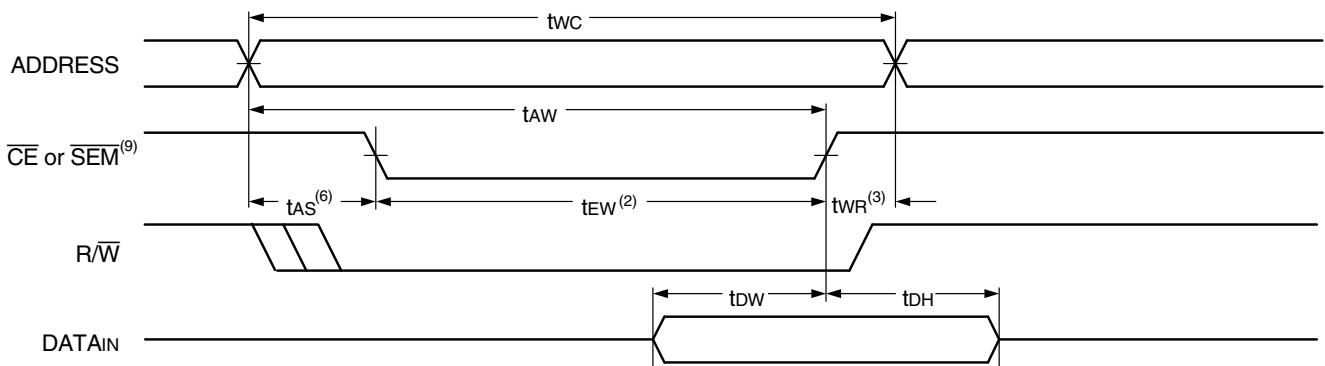 tWC
ADDRESS
tAW
CE or SEM(9)
tAS(6) tEW(2) tWR(3)
R/W
tDW tDH
DATAIN